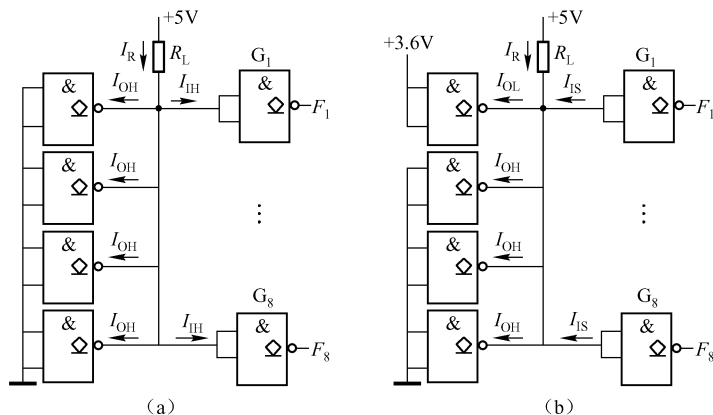 +5V
I_R R_L
G_1
& I_OH I_IH &
F_1
& I_OH
& I_OH
G_8
& I_OH I_IH &
F_8
(a)
+5V
+3.6V
I_R R_L
G_1
& I_OL I_IS &
F_1
& I_OH
& I_OH
G_8
& I_OH I_IS &
F_8
(b)